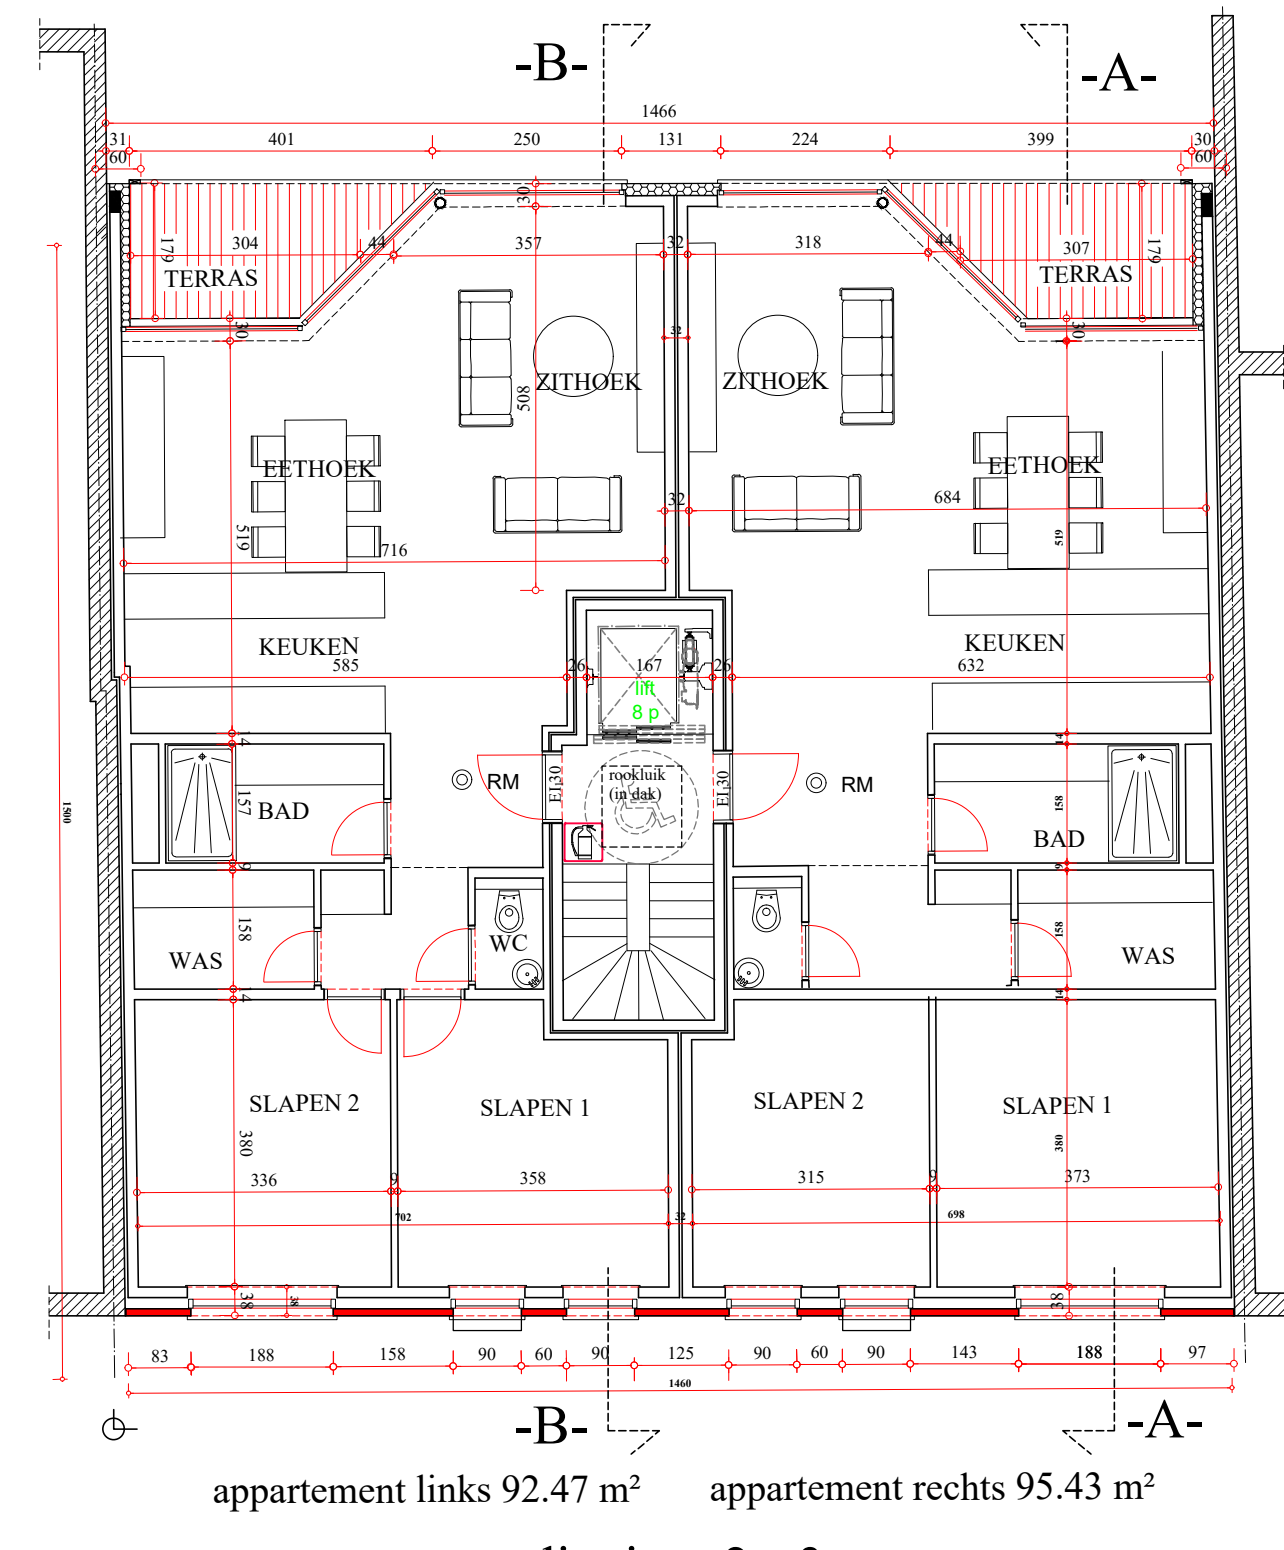 -B-
-A-
1466
31 401 250 131 224 399 30
60 60
30
179 304 44 357 32 318 44 307 179
TERRAS TERRAS
30 30
32
ZITHOEK ZITHOEK
508
EETHOEK EETHOEK
32 684
519 519
716
KEUKEN KEUKEN
585 26 167 26 632
lift
8 p
14 14
RM EI 30 rookluik EI 30 RM
(in dak)
1500
157 158
BAD BAD
9 9
158 158
WAS WC WAS
14 14
SLAPEN 2 SLAPEN 1 SLAPEN 2 SLAPEN 1
380 380
336 9 358 315 9 373
702 32 698
38 38 38
83 188 158 90 60 90 125 90 60 90 143 188 97
1460
-B- -A-
appartement links 92.47 m² appartement rechts 95.43 m²